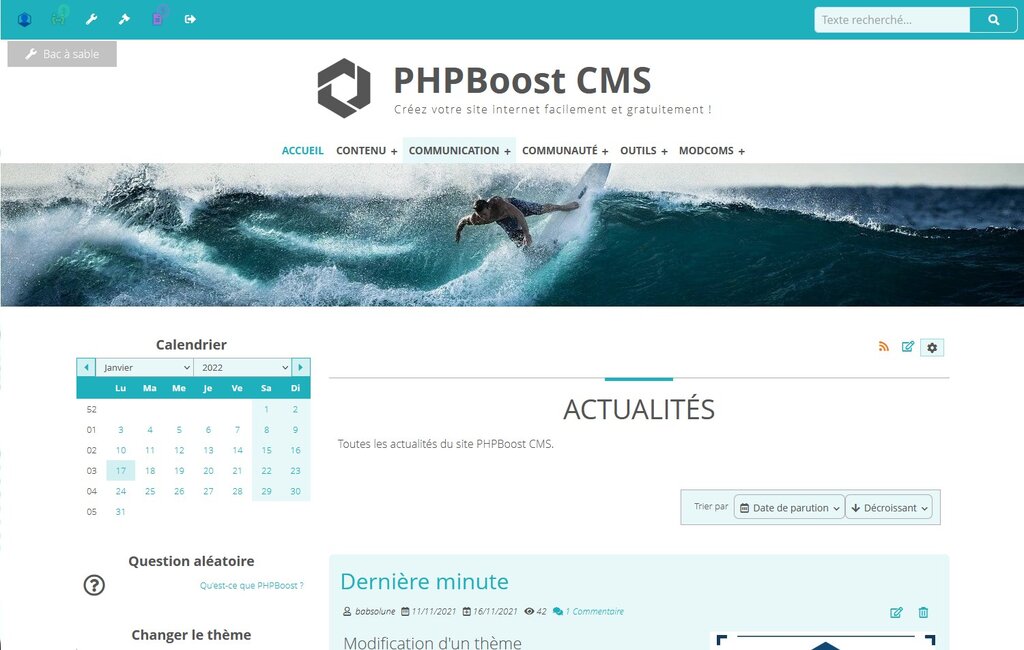 Texte recherché...
Bac à sable
PHPBoost CMS
Créez votre site internet facilement et gratuitement !
ACCUEIL CONTENU + COMMUNICATION + COMMUNAUTÉ + OUTILS + MODCOMS +
Calendrier
Janvier 2022
Lu Ma Me Je Ve Sa Di
52 1 2
01 3 4 5 6 7 8 9
02 10 11 12 13 14 15 16
03 17 18 19 20 21 22 23
04 24 25 26 27 28 29 30
05 31
Question aléatoire
Qu'est-ce que PHPBoost ?
Changer le thème
ACTUALITÉS
Toutes les actualités du site PHPBoost CMS.
Trier par Date de parution Décroissant
Dernière minute
babsolune 11/11/2021 16/11/2021 42 1 Commentaire
Modification d'un thème